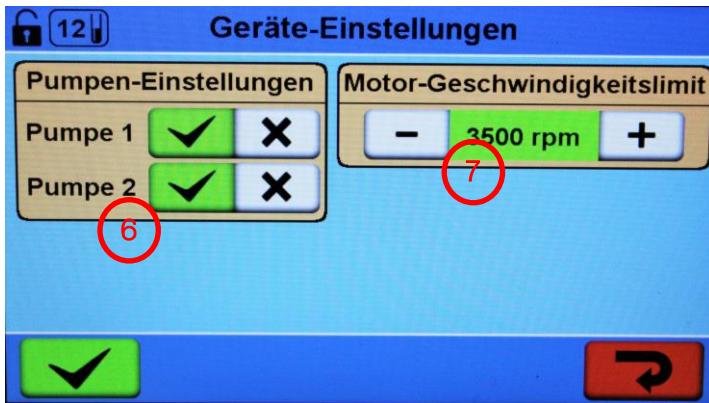 12
Geräte-Einstellungen
Pumpen-Einstellungen
Pumpe 1
Pumpe 2
6
Motor-Geschwindigkeitslimit
3500 rpm
7